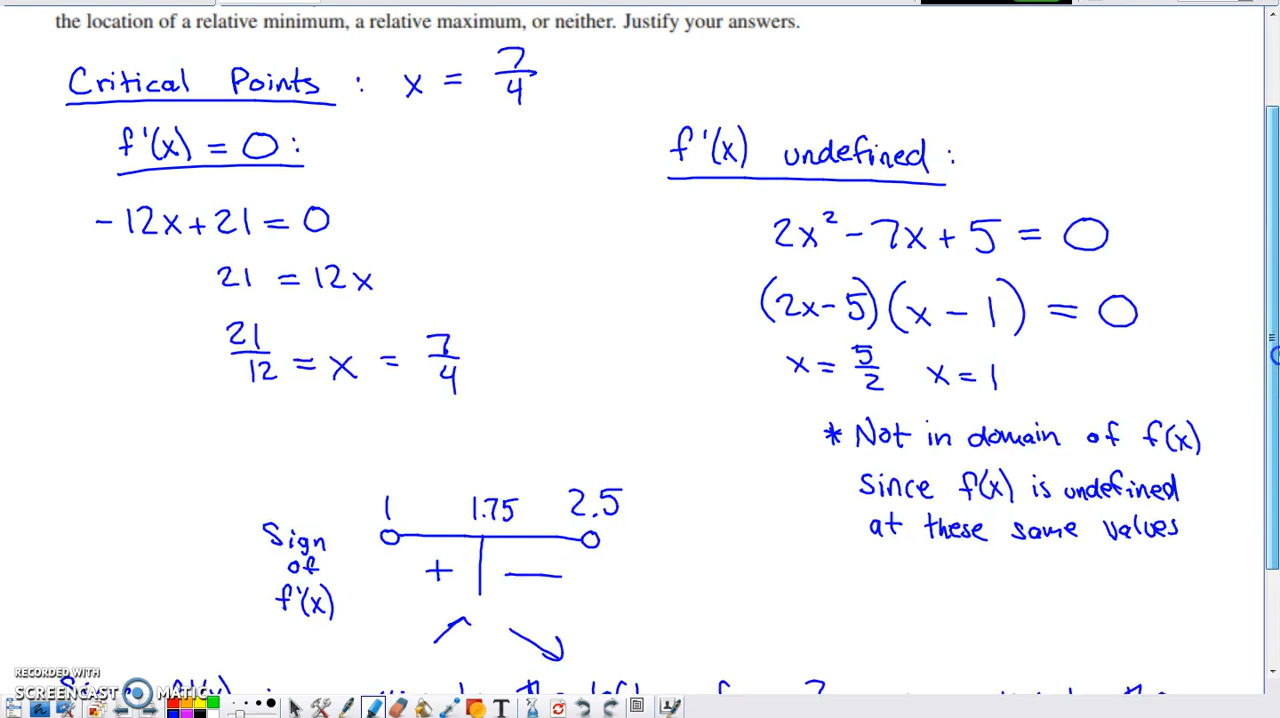 the location of a relative minimum, a relative maximum, or neither. Justify your answers.
Critical Points : x = 7/4
f'(x) = 0 :
-12x + 21 = 0
21 = 12x
21/12 = x = 7/4
f'(x) undefined :
2x² - 7x + 5 = 0
(2x - 5)(x - 1) = 0
x = 5/2 x = 1
* Not in domain of f(x)
since f(x) is undefined
at these same values
1 1.75 2.5
Sign
of
f'(x)
+ −
RECORDED WITH
SCREENCAST MATIC
T